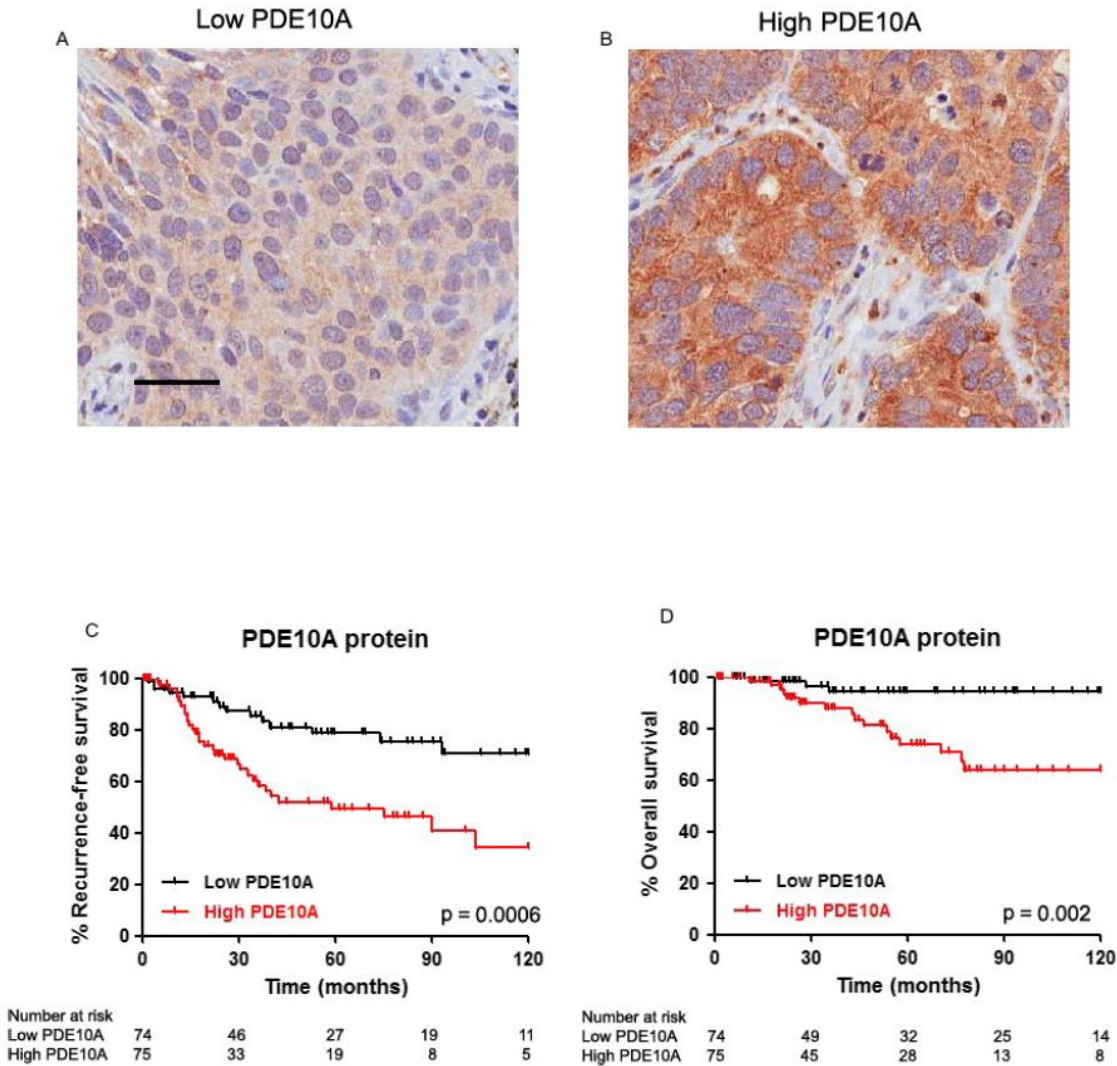 Low PDE10A
High PDE10A
A
B
C
PDE10A protein
100
80
60
40
20
0
% Recurrence-free survival
Low PDE10A
High PDE10A
p = 0.0006
0 30 60 90 120
Time (months)
Number at risk
Low PDE10A 74 46 27 19 11
High PDE10A 75 33 19 8 5
D
PDE10A protein
100
80
60
40
20
0
% Overall survival
Low PDE10A
High PDE10A
p = 0.002
0 30 60 90 120
Time (months)
Number at risk
Low PDE10A 74 49 32 25 14
High PDE10A 75 45 28 13 8